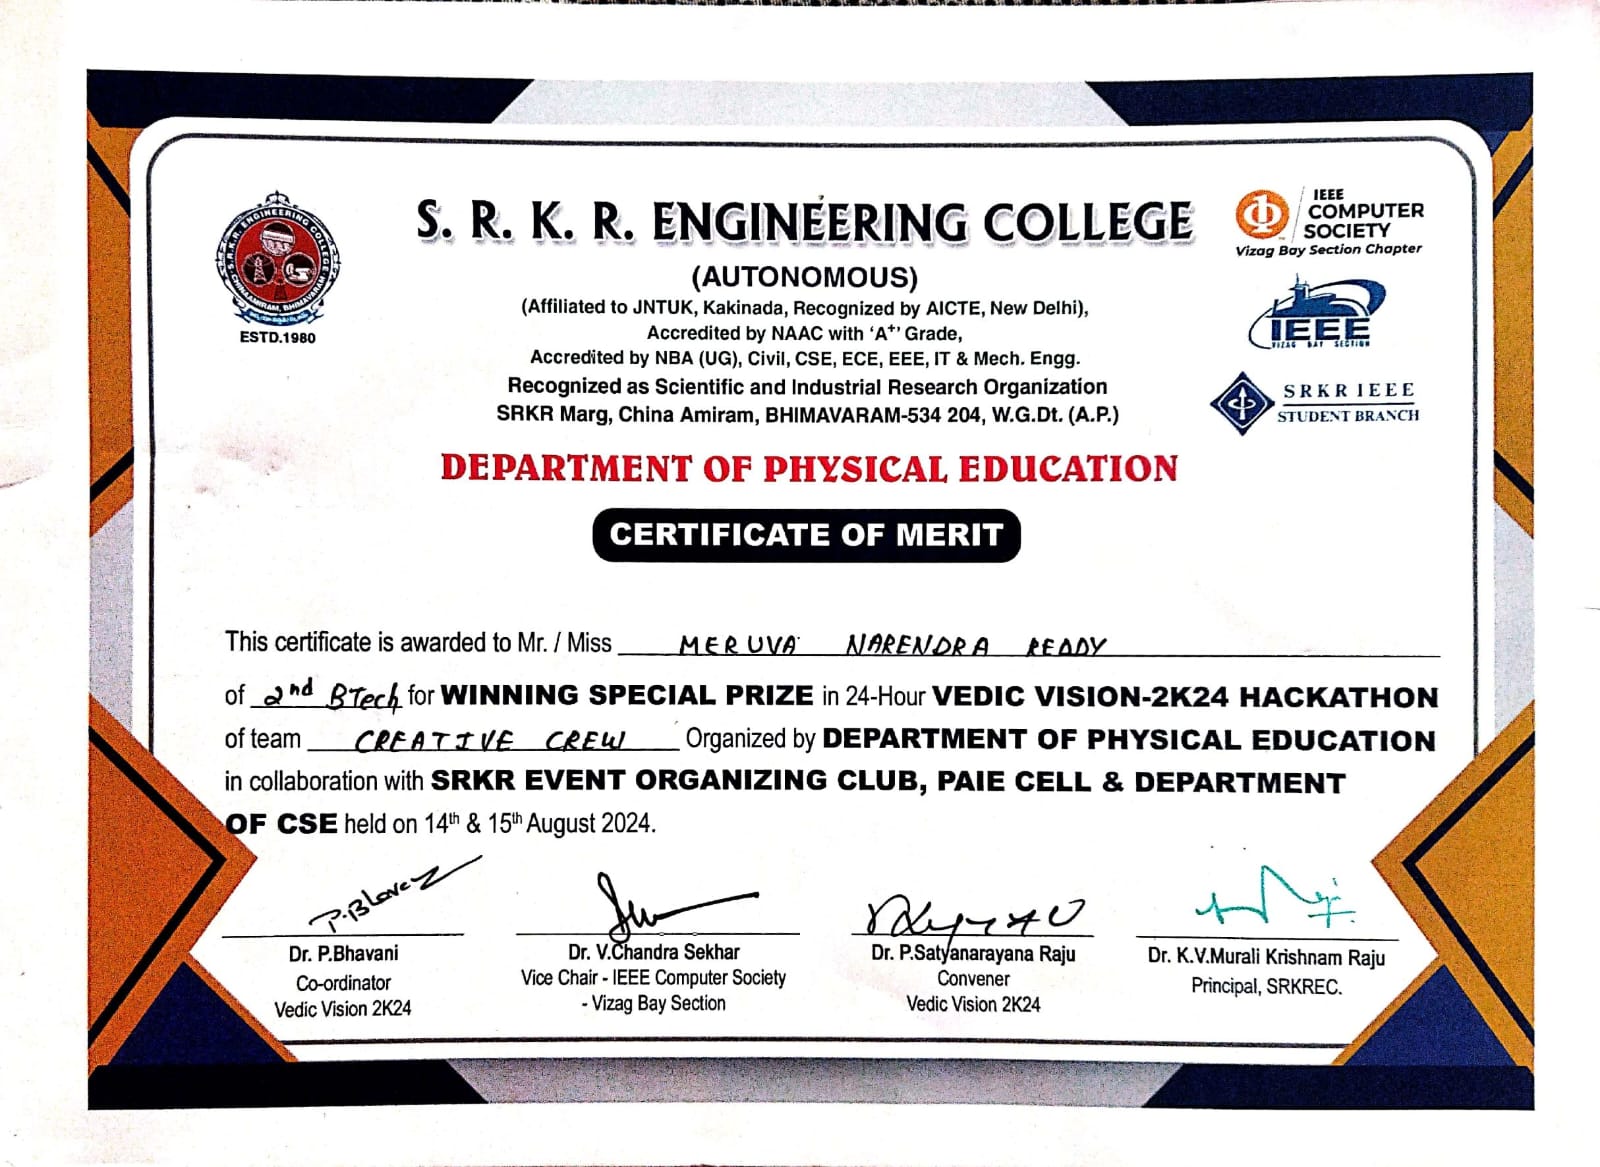 S. R. K. R. ENGINEERING COLLEGE
(AUTONOMOUS)
(Affiliated to JNTUK, Kakinada, Recognized by AICTE, New Delhi),
Accredited by NAAC with ‘A+’ Grade,
Accredited by NBA (UG), Civil, CSE, ECE, EEE, IT & Mech. Engg.
Recognized as Scientific and Industrial Research Organization
SRKR Marg, China Amiram, BHIMAVARAM-534 204, W.G.Dt. (A.P.)
S.R.K.R. ENGINEERING COLLEGE
CHINAAMIRAM, BHIMAVARAM
ESTD.1980
IEEE
COMPUTER
SOCIETY
Vizag Bay Section Chapter
IEEE
VIZAG BAY SECTION
SRKR IEEE
STUDENT BRANCH
DEPARTMENT OF PHYSICAL EDUCATION
CERTIFICATE OF MERIT
This certificate is awarded to Mr. / Miss MERUVA NARENDRA REDDY
of 2nd BTech for WINNING SPECIAL PRIZE in 24-Hour VEDIC VISION-2K24 HACKATHON
of team CREATIVE CREW Organized by DEPARTMENT OF PHYSICAL EDUCATION
in collaboration with SRKR EVENT ORGANIZING CLUB, PAIE CELL & DEPARTMENT
OF CSE held on 14th & 15th August 2024.
Dr. P.Bhavani
Co-ordinator
Vedic Vision 2K24
Dr. V.Chandra Sekhar
Vice Chair - IEEE Computer Society
- Vizag Bay Section
Dr. P.Satyanarayana Raju
Convener
Vedic Vision 2K24
Dr. K.V.Murali Krishnam Raju
Principal, SRKREC.